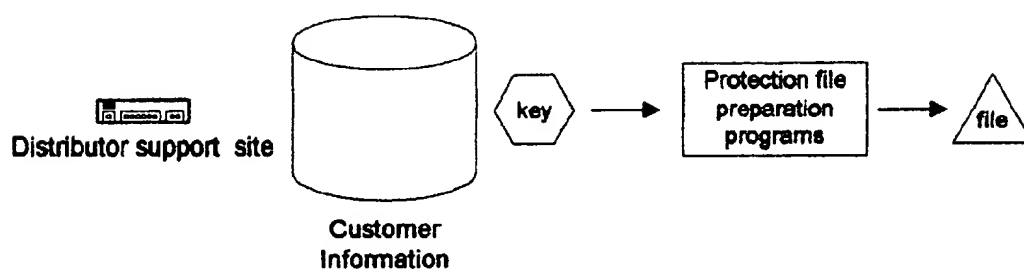 Distributor support site
Customer
Information
key
Protection file
preparation
programs
file